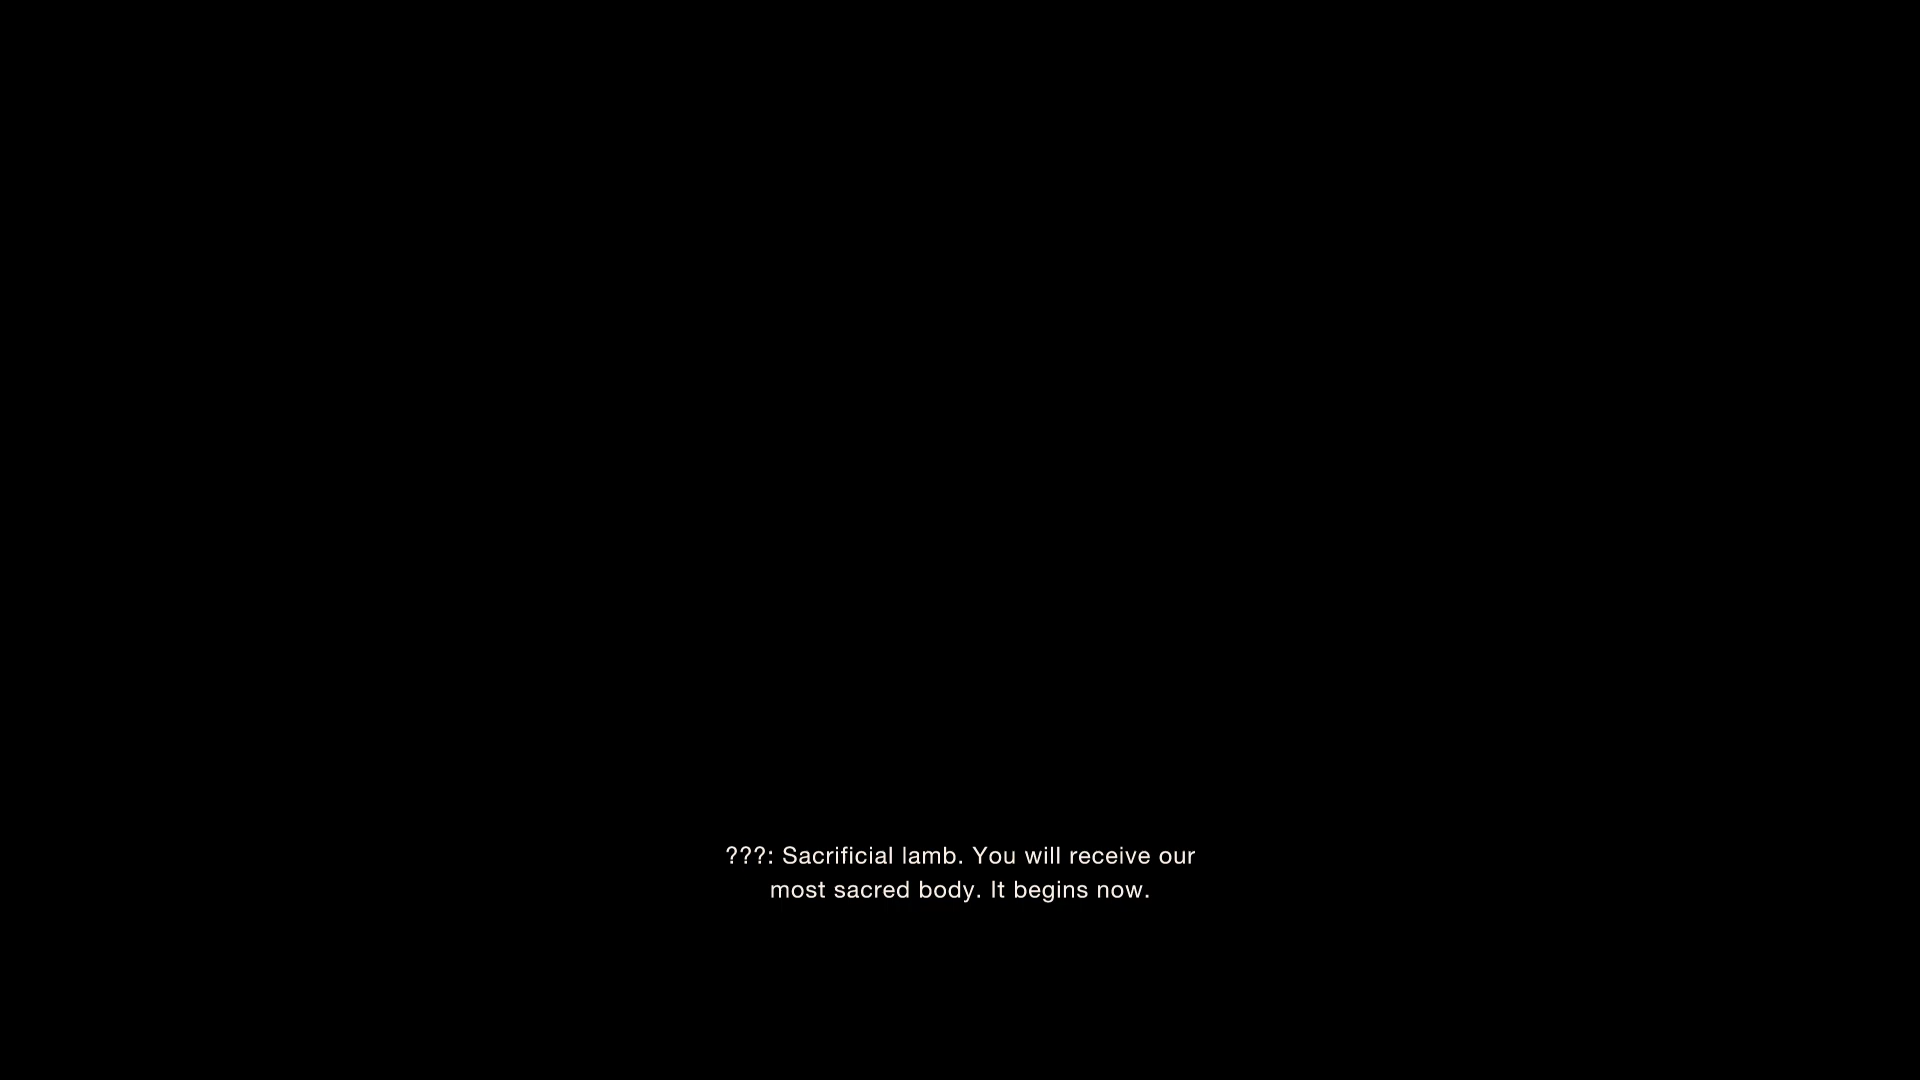 ???: Sacrificial lamb. You will receive our
most sacred body. It begins now.